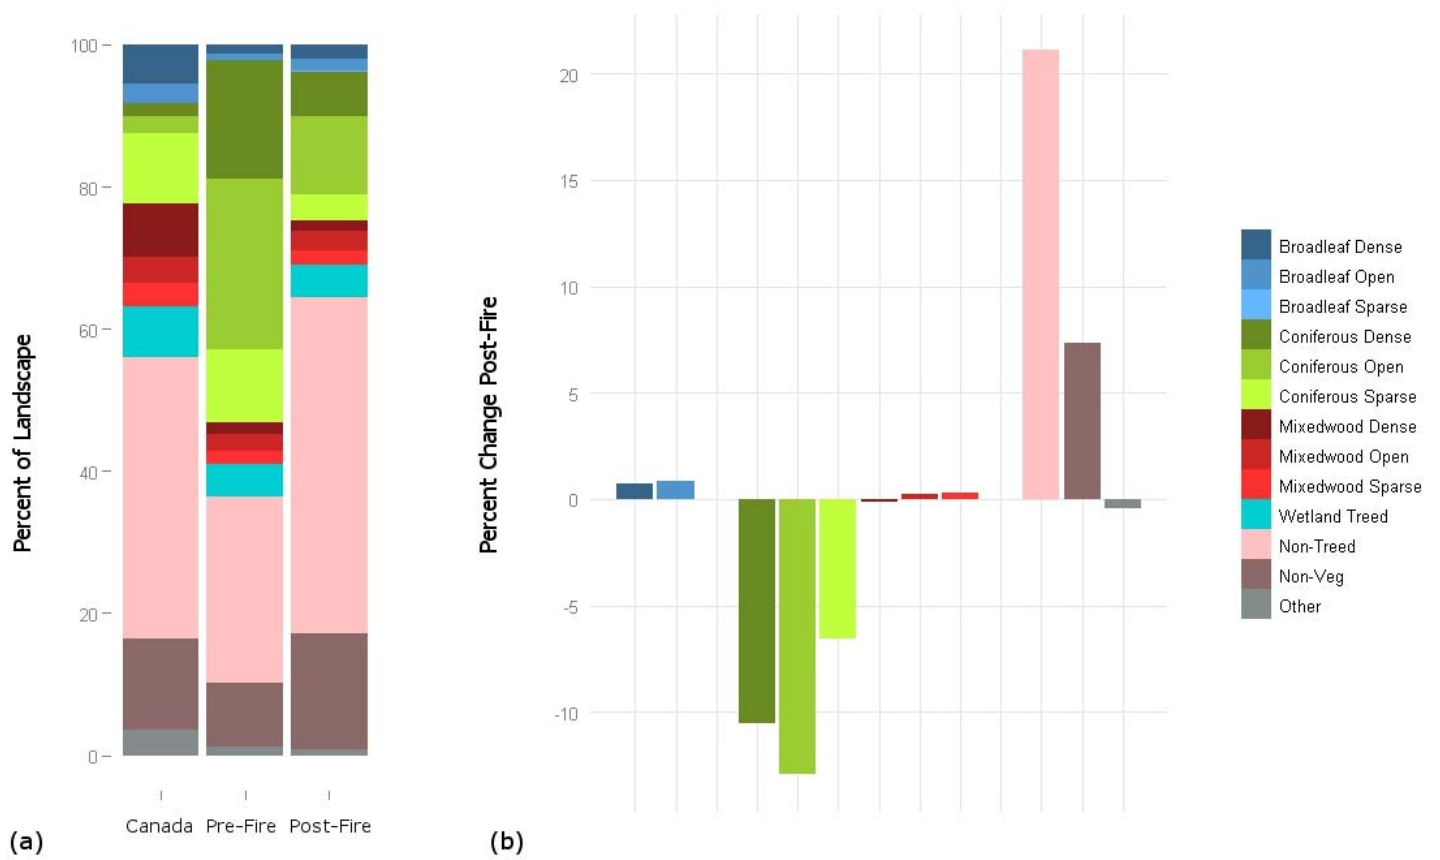 100
80
60
40
20
0
Percent of Landscape
Canada Pre-Fire Post-Fire
(a)
20
15
10
5
0
-5
-10
Percent Change Post-Fire
(b)
Broadleaf Dense
Broadleaf Open
Broadleaf Sparse
Coniferous Dense
Coniferous Open
Coniferous Sparse
Mixedwood Dense
Mixedwood Open
Mixedwood Sparse
Wetland Treed
Non-Treed
Non-Veg
Other